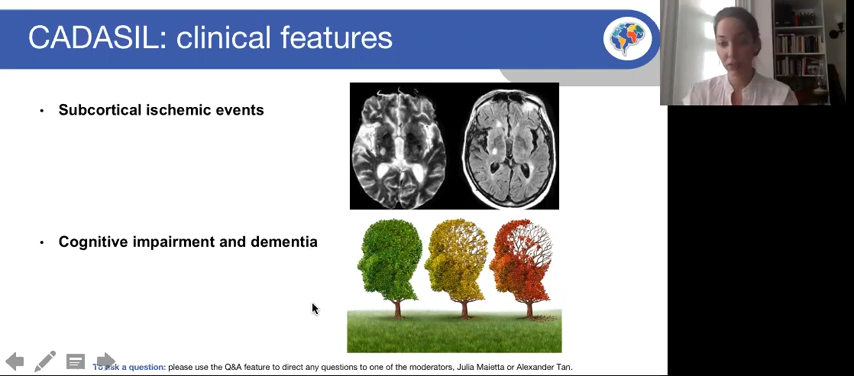 CADASIL: clinical features
• Subcortical ischemic events
• Cognitive impairment and dementia
To ask a question: please use the Q&A feature to direct any questions to one of the moderators, Julia Maietta or Alexander Tan.